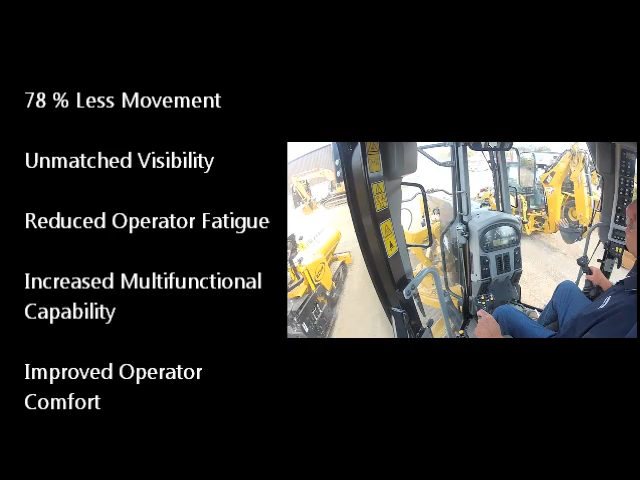 78 % Less Movement
Unmatched Visibility
Reduced Operator Fatigue
Increased Multifunctional
Capability
Improved Operator
Comfort